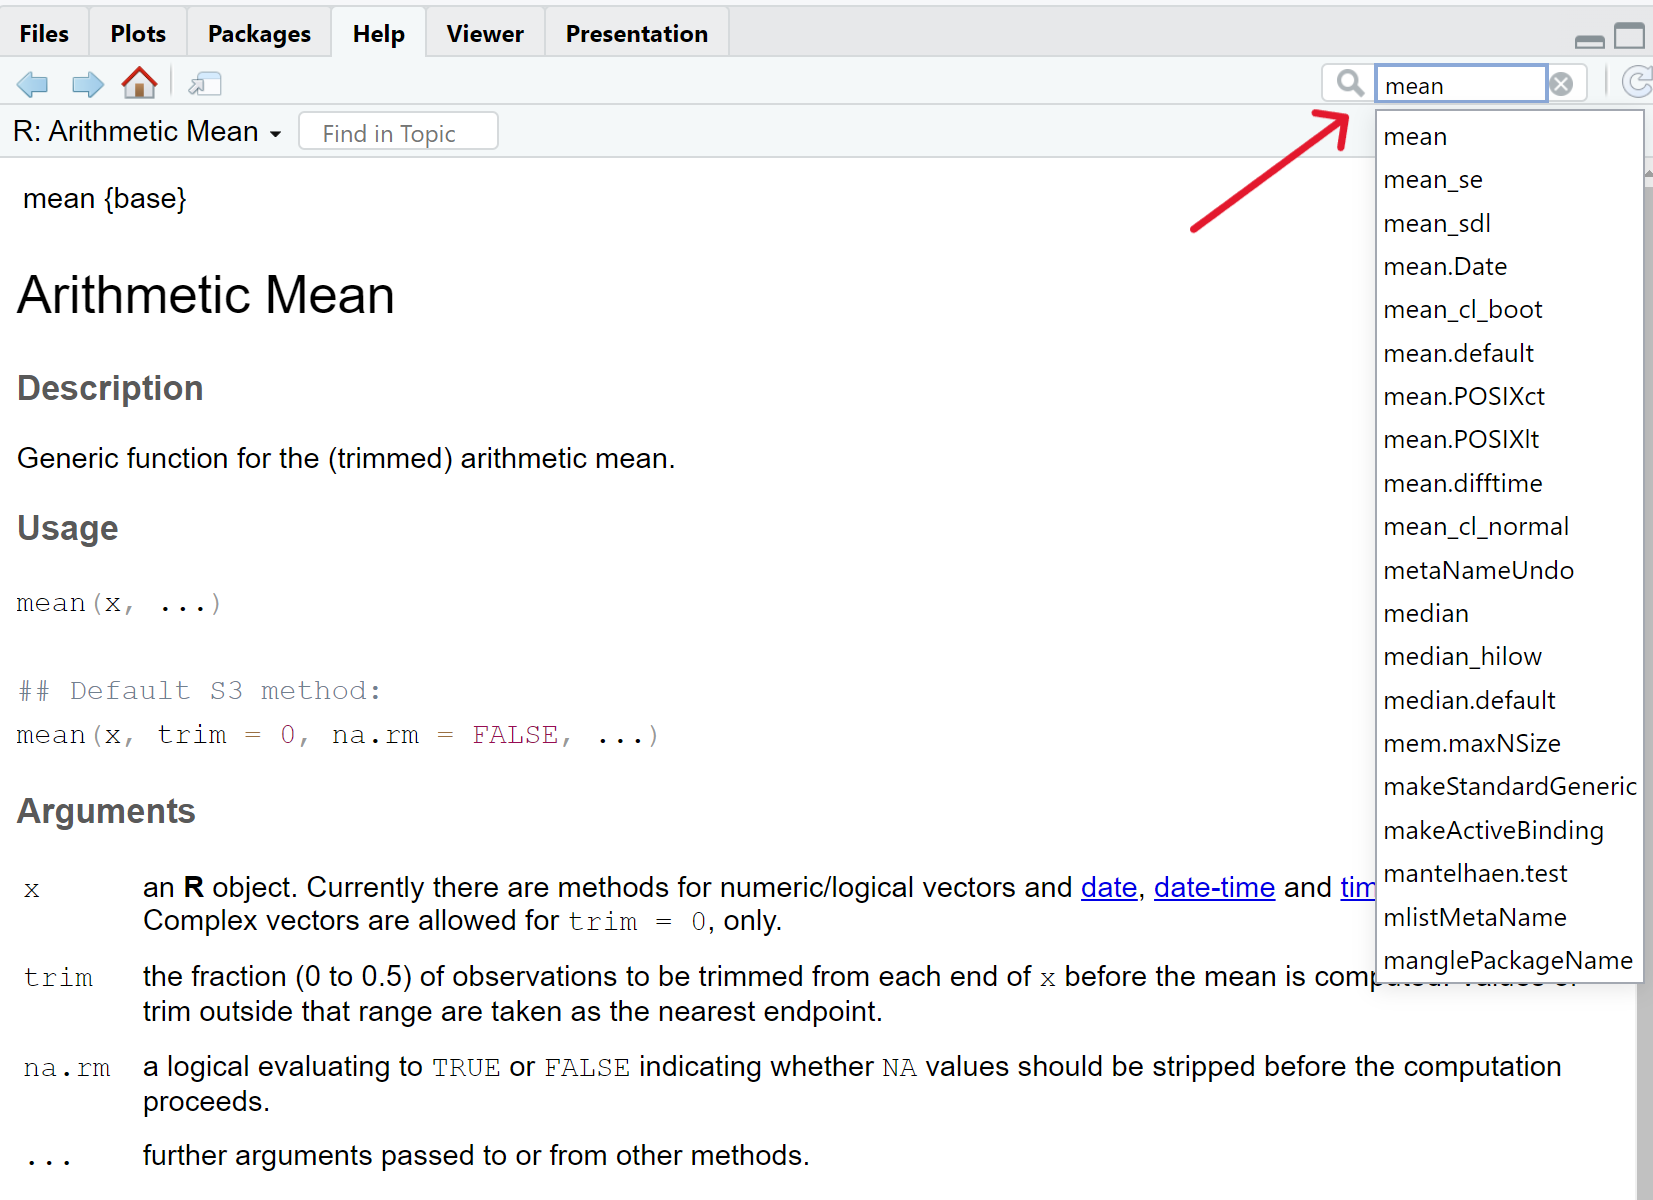 Files Plots Packages Help Viewer Presentation
mean
R: Arithmetic Mean Find in Topic
mean
mean_se
mean_sdl
mean.Date
mean_cl_boot
mean.default
mean.POSIXct
mean.POSIXlt
mean.difftime
mean_cl_normal
metaNameUndo
median
median_hilow
median.default
mem.maxNSize
makeStandardGeneric
makeActiveBinding
mantelhaen.test
mlistMetaName
manglePackageName
mean {base}
Arithmetic Mean
Description
Generic function for the (trimmed) arithmetic mean.
Usage
mean(x, ...)
## Default S3 method:
mean(x, trim = 0, na.rm = FALSE, ...)
Arguments
x an R object. Currently there are methods for numeric/logical vectors and date, date-time and
Complex vectors are allowed for trim = 0, only.
trim the fraction (0 to 0.5) of observations to be trimmed from each end of x before the mean is
trim outside that range are taken as the nearest endpoint.
na.rm a logical evaluating to TRUE or FALSE indicating whether NA values should be stripped before the computation
proceeds.
... further arguments passed to or from other methods.